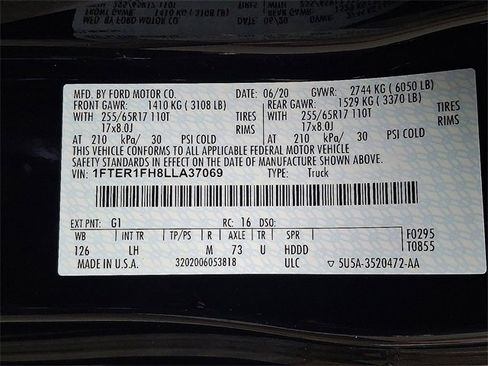 255/65R17 110T
MFD. BY FORD MOTOR CO. 06/20 GVWR: 2744 KG (6050 LB)
FRONT GAWR: 1410 KG (3108 LB) REAR GAWR: 1529 KG (3370 LB)
WITH 255/65R17 110T TIRES WITH 255/65R17 110T TIRES
17x8.0J RIMS 17x8.0J RIMS
AT 210 kPa/ 30 PSI COLD AT 210 kPa/ 30 PSI COLD
THIS VEHICLE CONFORMS TO ALL APPLICABLE FEDERAL MOTOR VEHICLE
SAFETY STANDARDS IN EFFECT ON THE DATE OF MANUFACTURE SHOWN ABOVE.
VIN: 1FTER1FH8LLA37069 TYPE: Truck
EXT PNT: G1 RC: 16 DSO: F0295
WB INT TR TP/PS R AXLE TR SPR T0855
126 LH M 73 U HDDD
MADE IN U.S.A. 3202006053818 ULC 5U5A-3520472-AA